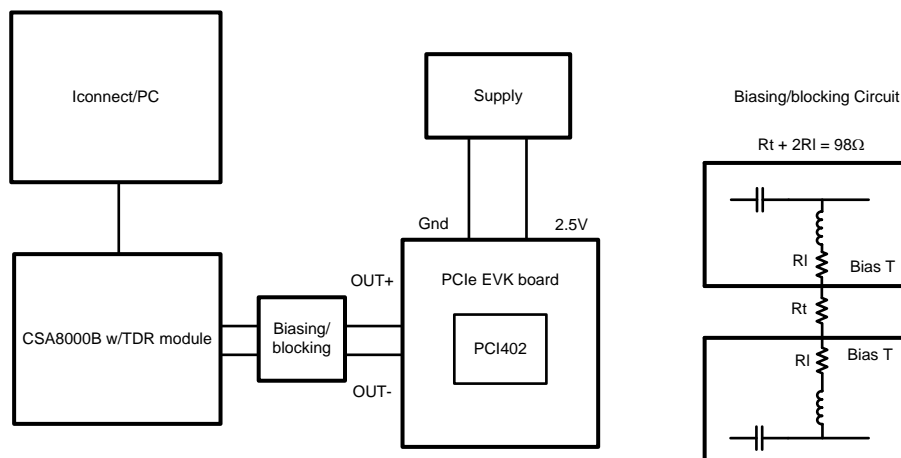 Iconnect/PC
Supply
Biasing/blocking Circuit
Rt + 2Rl = 98Ω
Gnd
2.5V
Rl
Bias T
OUT+
PCIe EVK board
CSA8000B w/TDR module
Biasing/
blocking
PCI402
Rt
Rl
Bias T
OUT-